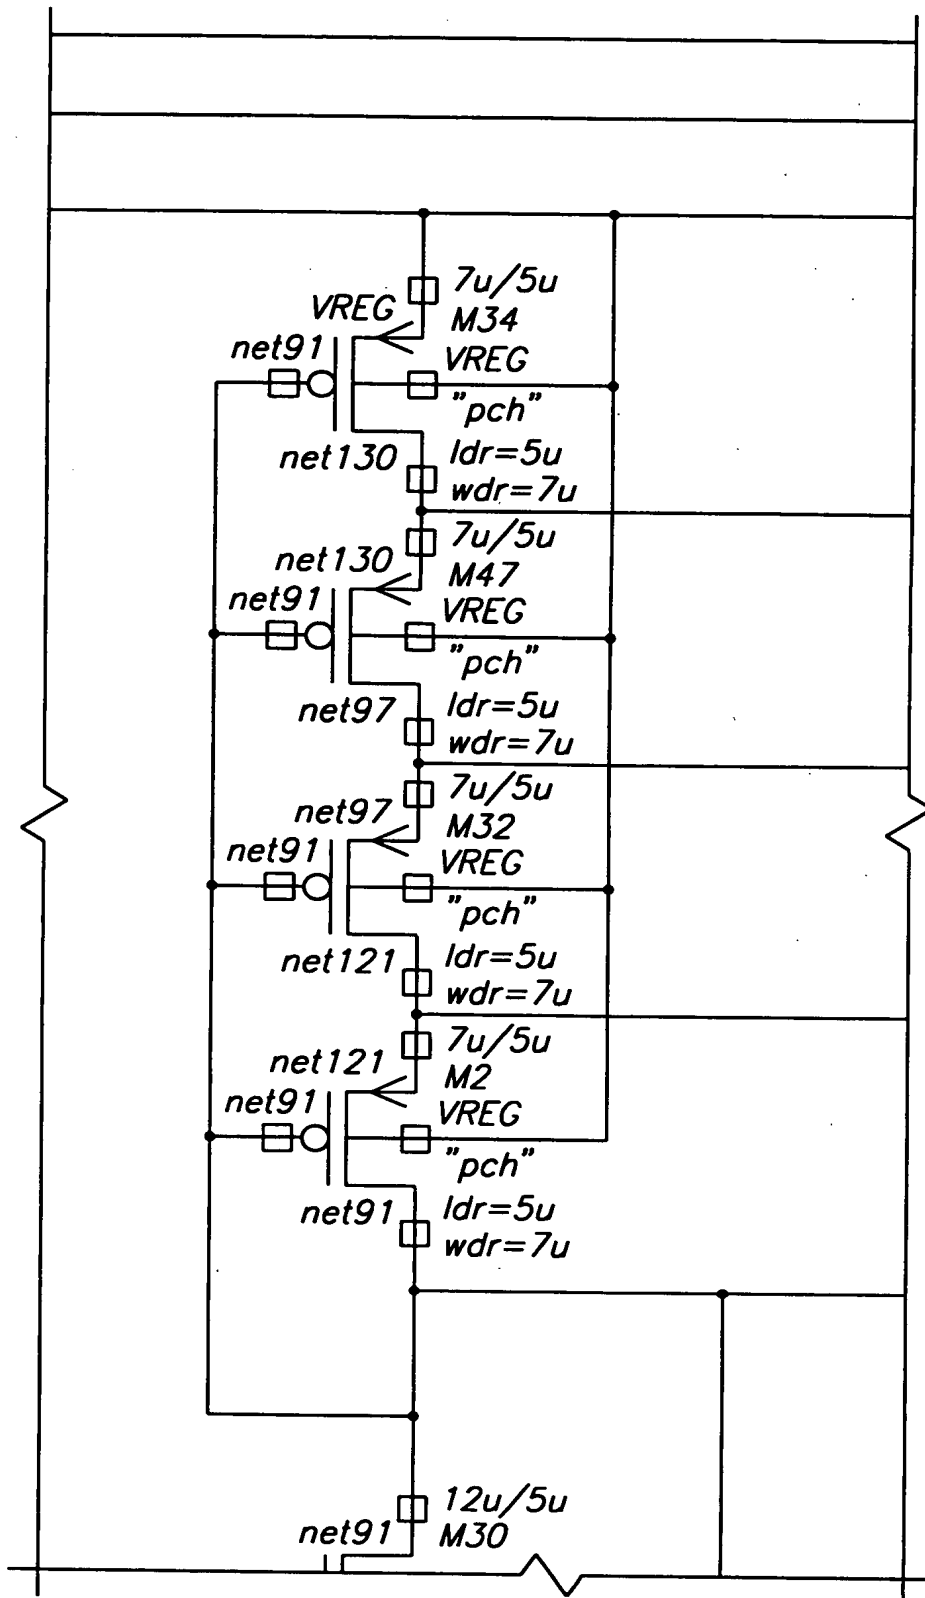 7u/5u
VREG M34
net91 VREG
"pch"
net130 ldr=5u
wdr=7u
7u/5u
net130 M47
net91 VREG
"pch"
net97 ldr=5u
wdr=7u
7u/5u
net97 M32
net91 VREG
"pch"
net121 ldr=5u
wdr=7u
7u/5u
net121 M2
net91 VREG
"pch"
net91 ldr=5u
wdr=7u
12u/5u
net91 M30